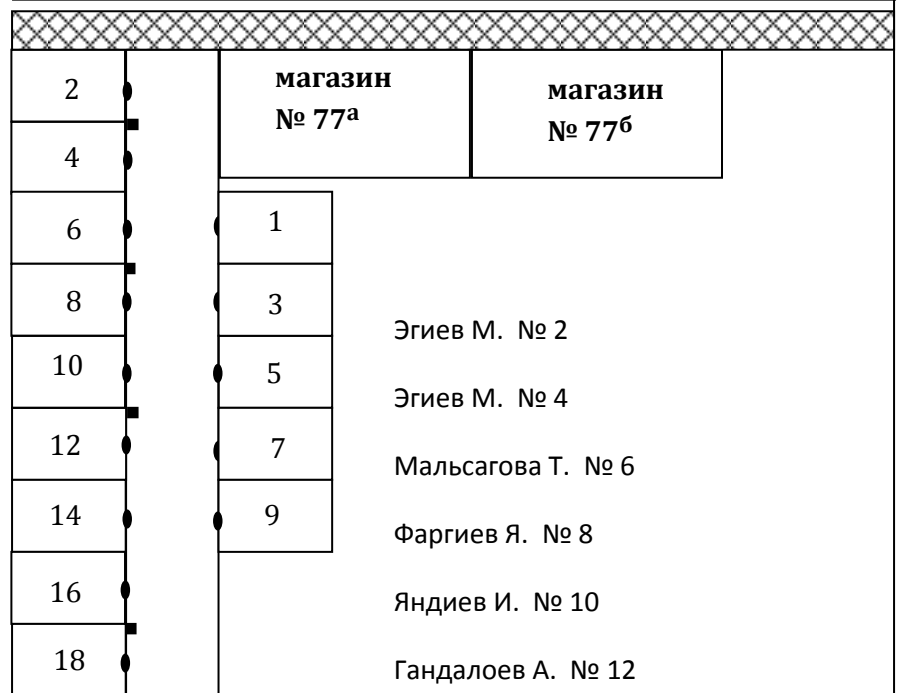 2
магазин
№ 77а
магазин
№ 77б
4
6
1
8
3
Эгиев М. № 2
10
5
Эгиев М. № 4
12
7
Мальсагова Т. № 6
14
9
Фаргиев Я. № 8
16
Яндиев И. № 10
18
Гандалоев А. № 12